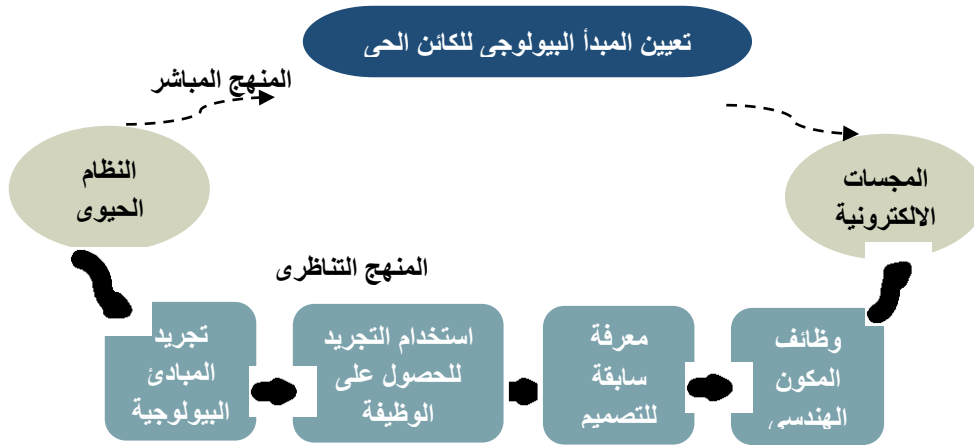 تعيين المبدأ البيولوجى للكائن الحى
المنهج المباشر
النظام
الحيوى
المجسات
الالكترونية
المنهج التناظرى
تجريد
المبادئ
البيولوجية
استخدام التجريد
للحصول على
الوظيفة
معرفة
سابقة
للتصميم
وظائف
المكون
الهندسى